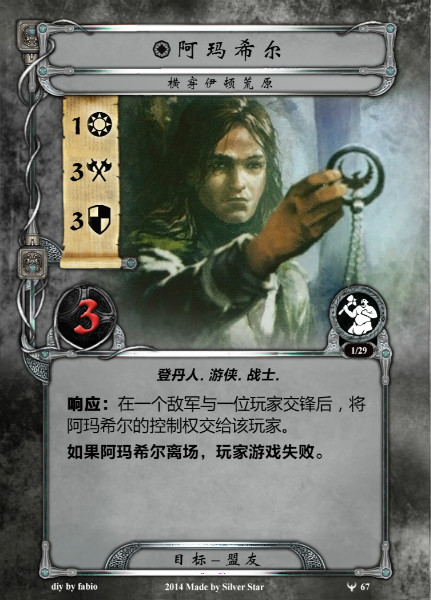 阿玛希尔
横穿伊顿荒原
1
3
3
3
1/29
登丹人. 游侠. 战士.
响应：在一个敌军与一位玩家交锋后，将
阿玛希尔的控制权交给该玩家。
如果阿玛希尔离场，玩家游戏失败。
目标–盟友
diy by fabio
2014 Made by Silver Star
67